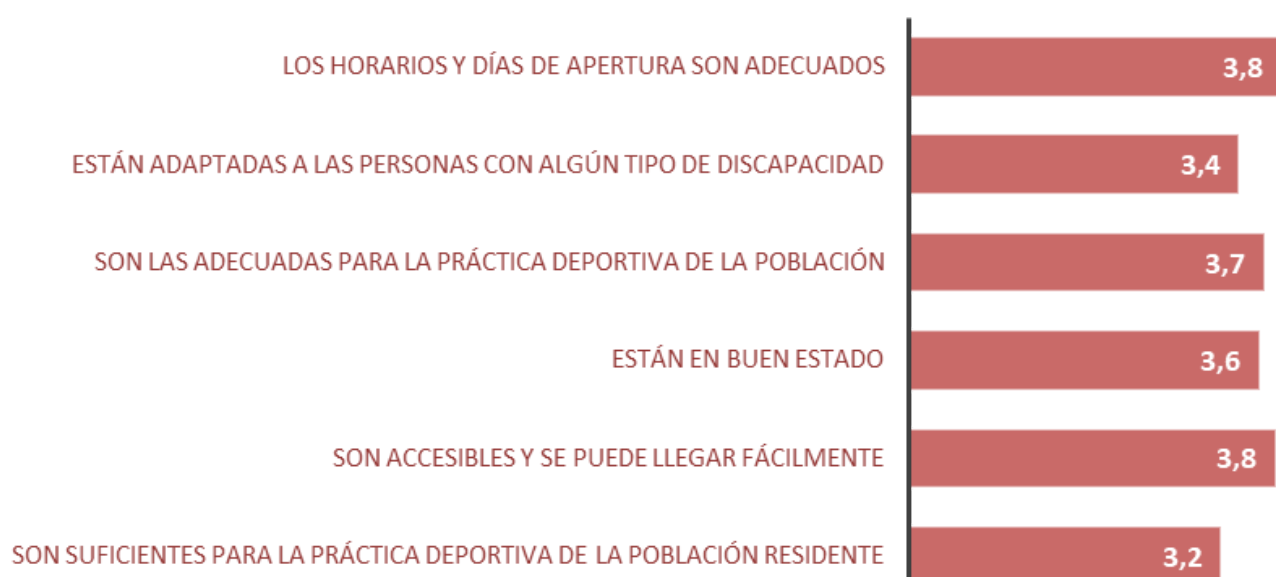 LOS HORARIOS Y DÍAS DE APERTURA SON ADECUADOS 3,8
ESTÁN ADAPTADAS A LAS PERSONAS CON ALGÚN TIPO DE DISCAPACIDAD 3,4
SON LAS ADECUADAS PARA LA PRÁCTICA DEPORTIVA DE LA POBLACIÓN 3,7
ESTÁN EN BUEN ESTADO 3,6
SON ACCESIBLES Y SE PUEDE LLEGAR FÁCILMENTE 3,8
SON SUFICIENTES PARA LA PRÁCTICA DEPORTIVA DE LA POBLACIÓN RESIDENTE 3,2